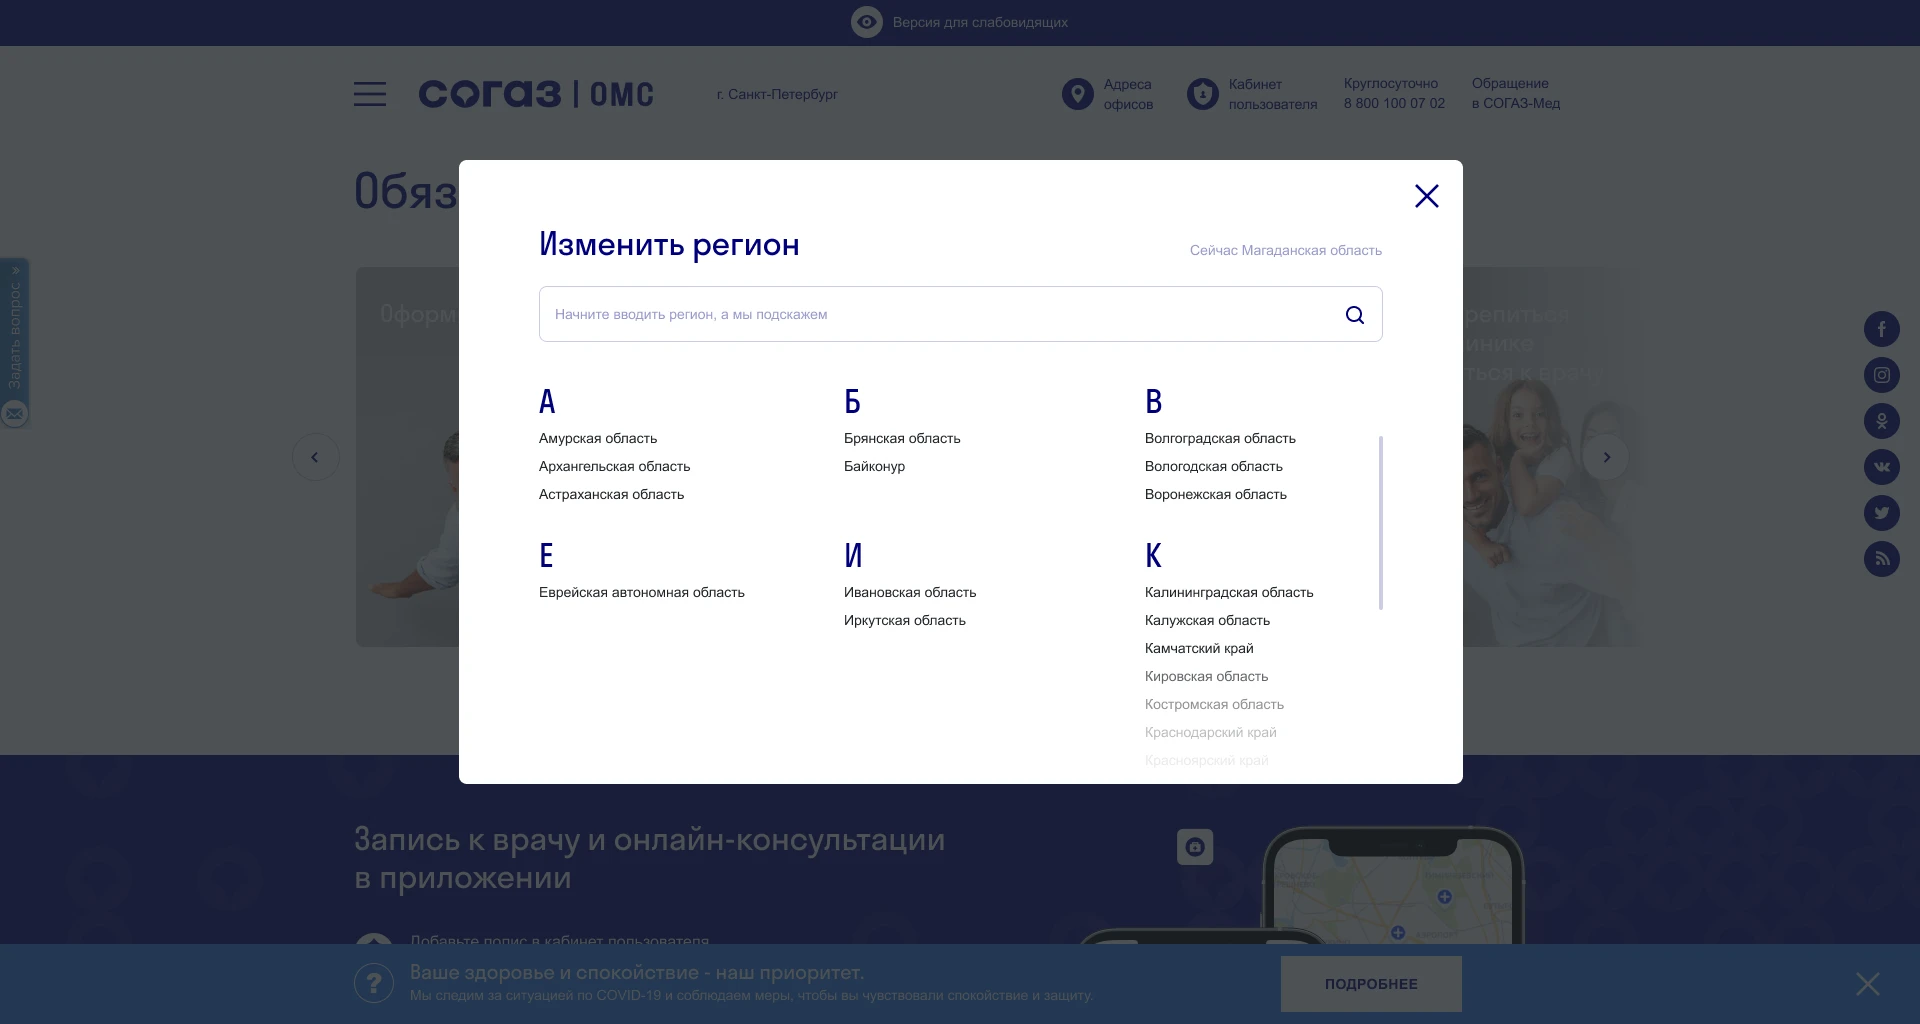 Версия для слабовидящих
согаз | ОМС
г. Санкт-Петербург
Адреса
офисов
Кабинет
пользователя
Круглосуточно
8 800 100 07 02
Обращение
в СОГАЗ-Мед
Обяз
Задать вопрос »
Оформ
репиться
инике
ться к врачу
Изменить регион
Сейчас Магаданская область
Начните вводить регион, а мы подскажем
А
Амурская область
Архангельская область
Астраханская область
Б
Брянская область
Байконур
В
Волгоградская область
Вологодская область
Воронежская область
Е
Еврейская автономная область
И
Ивановская область
Иркутская область
К
Калининградская область
Калужская область
Камчатский край
Кировская область
Костромская область
Краснодарский край
Красноярский край
Запись к врачу и онлайн-консультации
в приложении
Добавьте полис в кабинет пользователя
Ваше здоровье и спокойствие - наш приоритет.
Мы следим за ситуацией по COVID-19 и соблюдаем меры, чтобы вы чувствовали спокойствие и защиту.
ПОДРОБНЕЕ